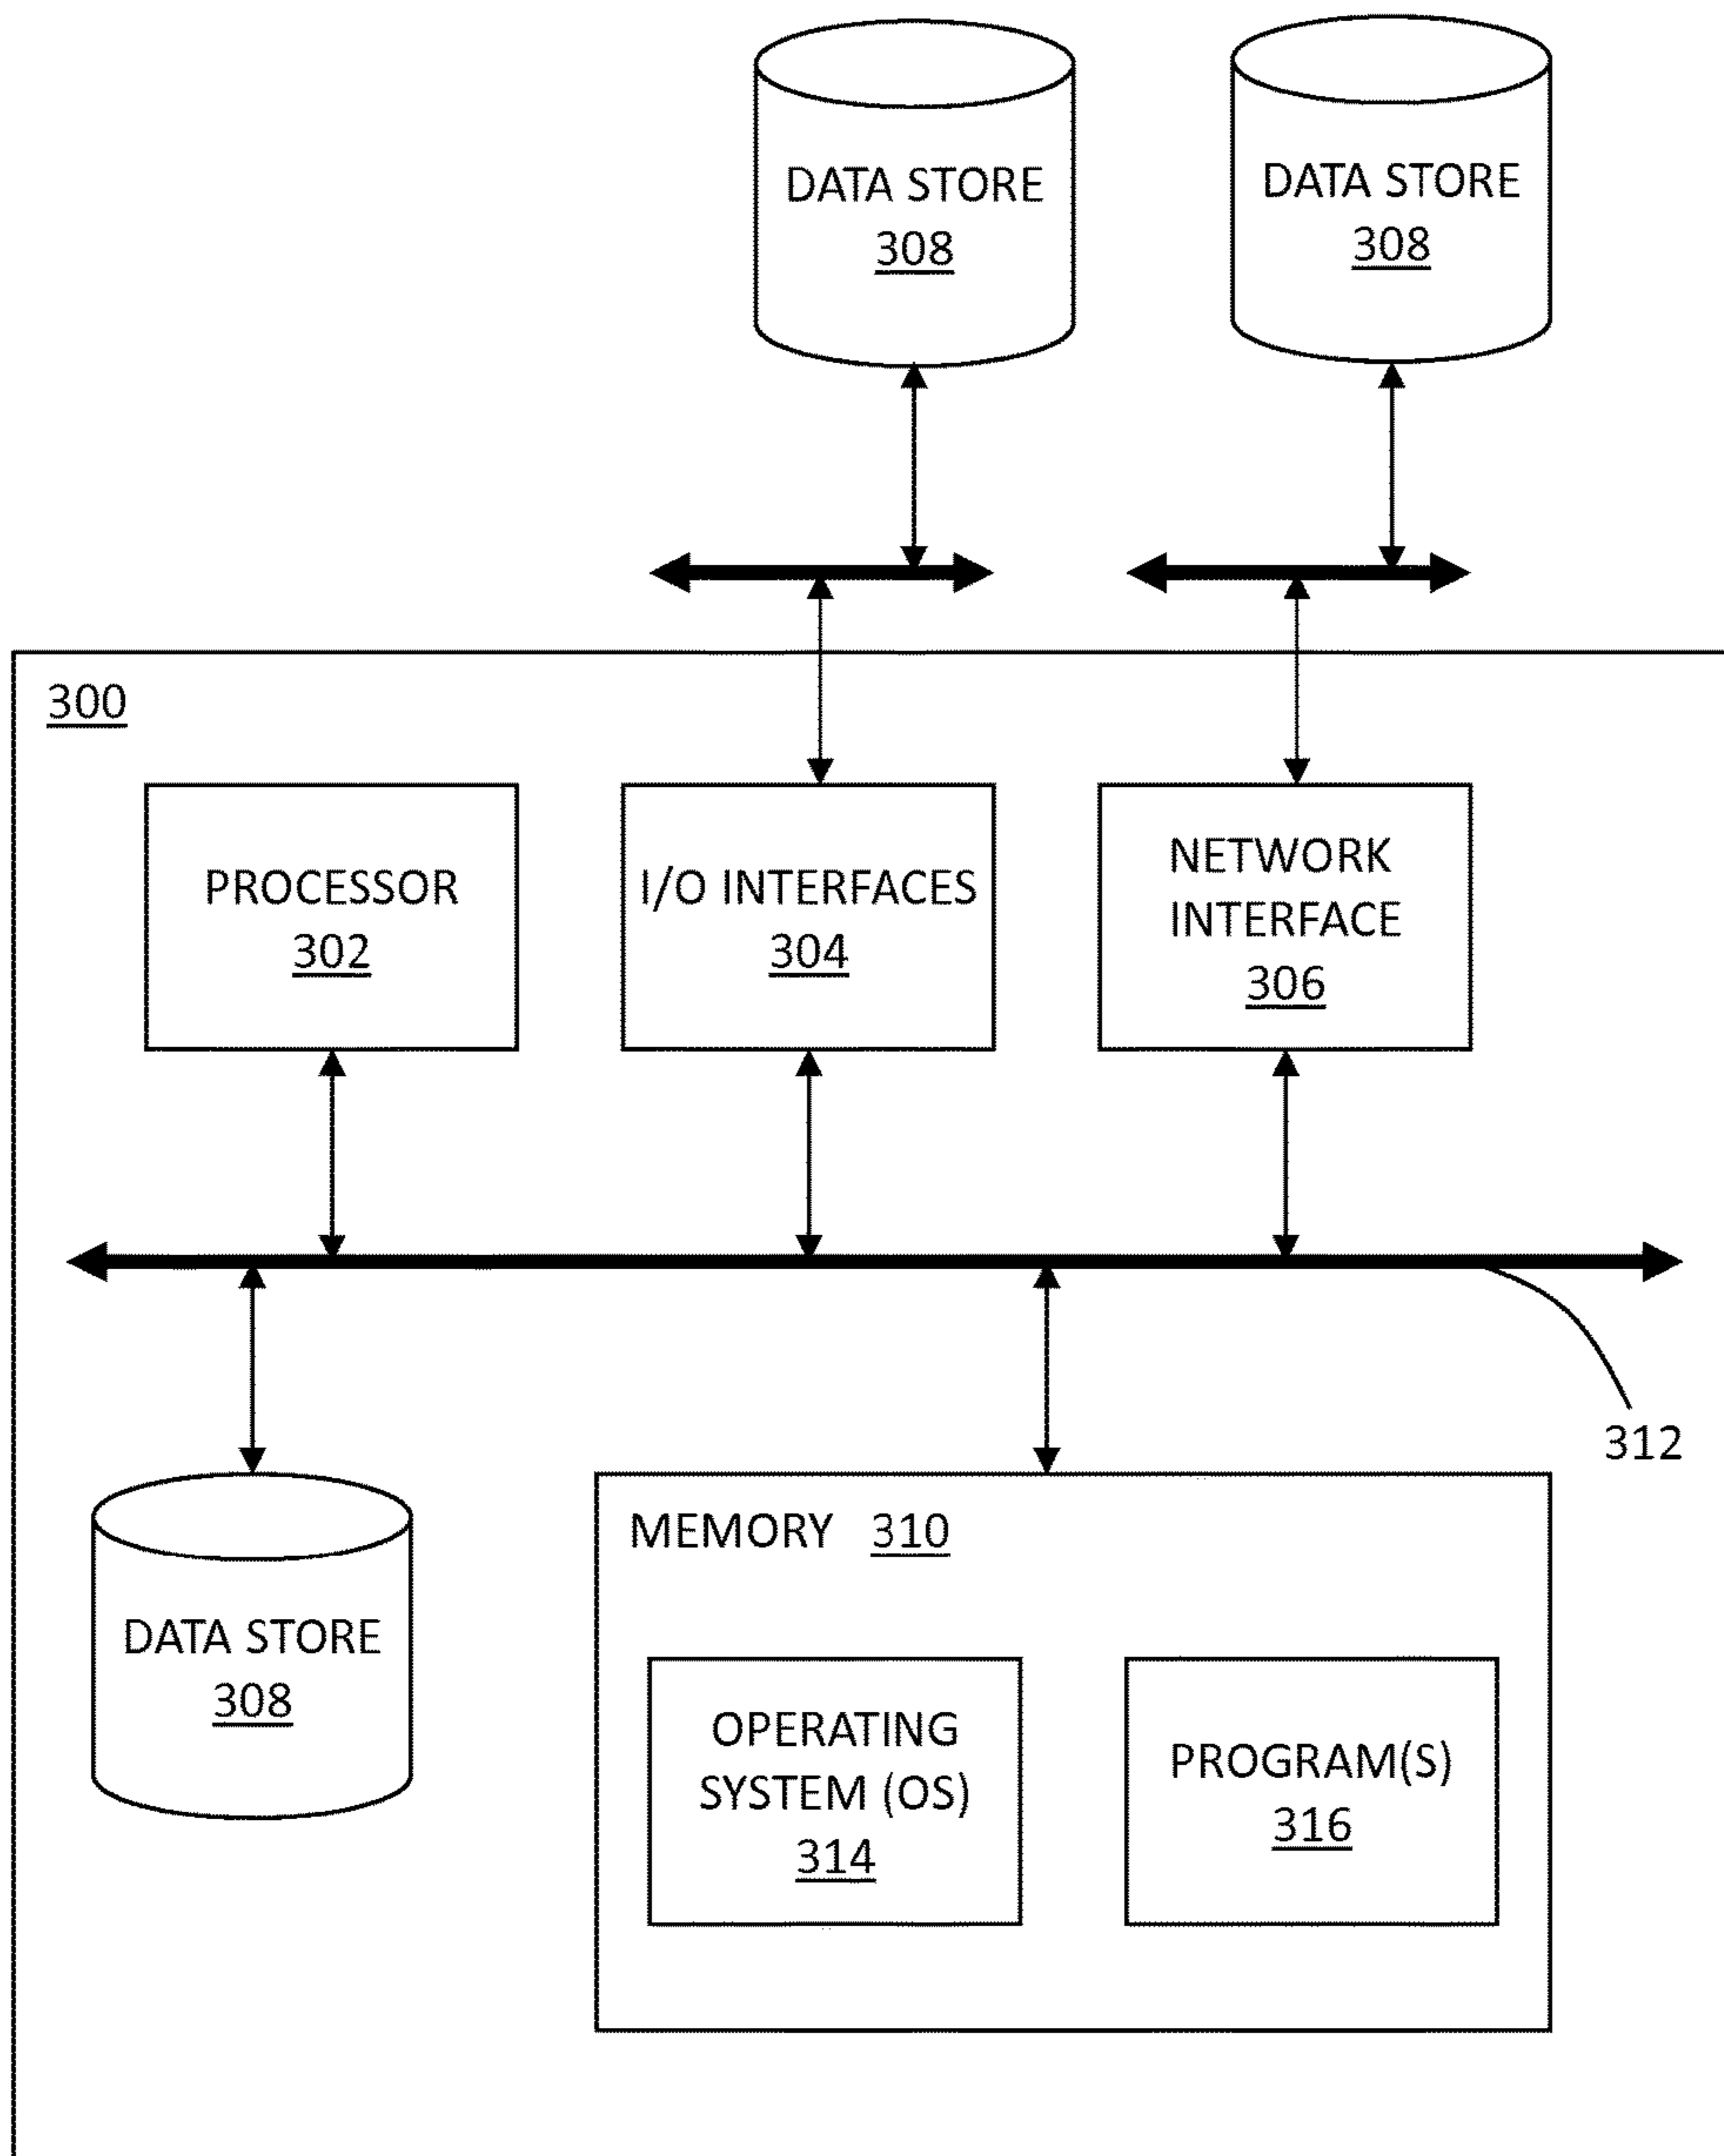 DATA STORE
308
DATA STORE
308
300
PROCESSOR
302
I/O INTERFACES
304
NETWORK
INTERFACE
306
312
DATA STORE
308
MEMORY 310
OPERATING
SYSTEM (OS)
314
PROGRAM(S)
316